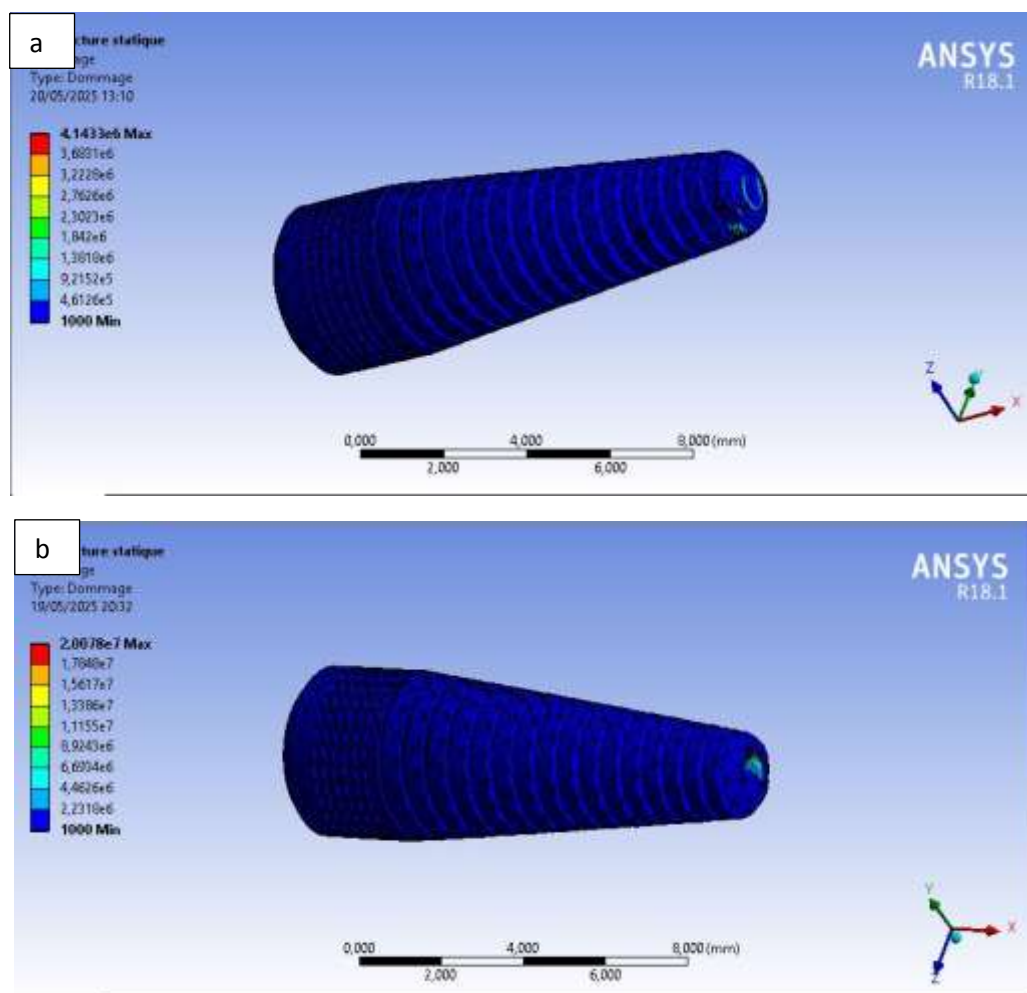 a
cture statique
ge
Type: Dommage
20/05/2025 13:10
4,1433e6 Max
3,6831e6
3,2228e6
2,7626e6
2,3023e6
1,842e6
1,3818e6
9,2152e5
4,6126e5
1000 Min
ANSYS
R18.1
Z
X
0,000 4,000 8,000 (mm)
2,000 6,000
b
ture statique
ge
Type: Dommage
19/05/2025 20:32
2,0078e7 Max
1,7848e7
1,5617e7
1,3386e7
1,1155e7
8,9243e6
6,6934e6
4,4626e6
2,2318e6
1000 Min
ANSYS
R18.1
Y
X
Z
0,000 4,000 8,000 (mm)
2,000 6,000